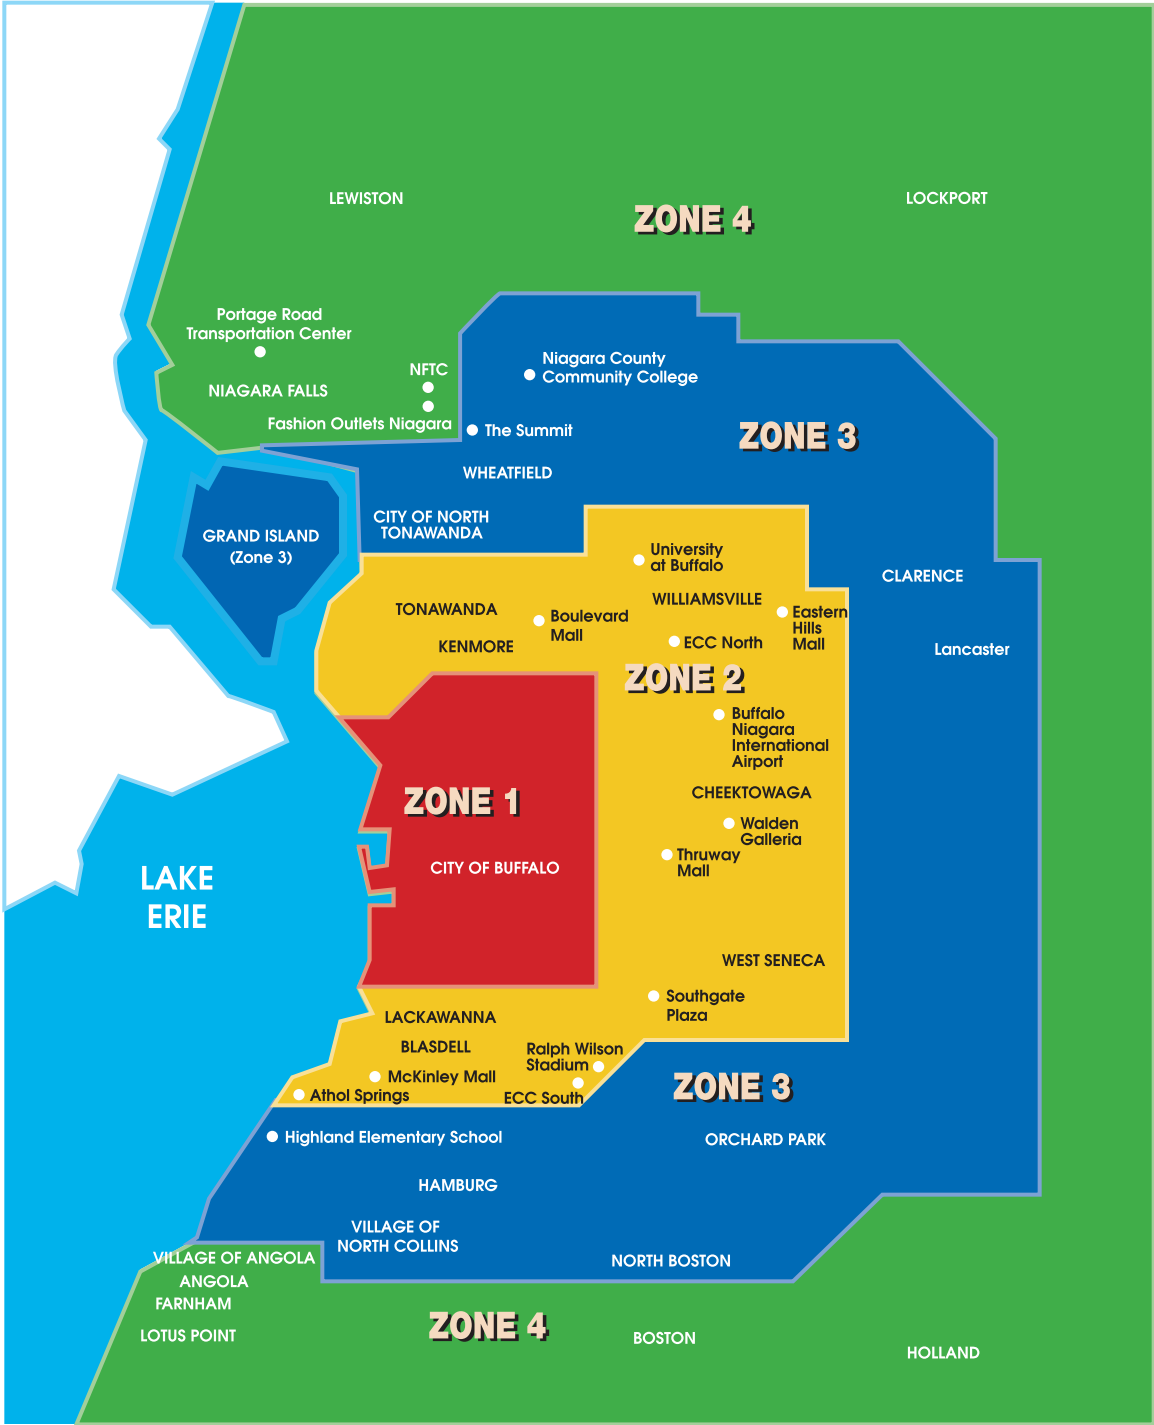 LEWISTON
LOCKPORT
ZONE 4
Portage Road
Transportation Center
NFTC
NIAGARA FALLS
Fashion Outlets Niagara
Niagara County
Community College
The Summit
ZONE 3
WHEATFIELD
CITY OF NORTH
TONAWANDA
GRAND ISLAND
(Zone 3)
University
at Buffalo
CLARENCE
WILLIAMSVILLE
TONAWANDA
Boulevard
Mall
Eastern
Hills
Mall
KENMORE
ECC North
Lancaster
ZONE 2
Buffalo
Niagara
International
Airport
CHEEKTOWAGA
ZONE 1
Walden
Galleria
Thruway
Mall
CITY OF BUFFALO
LAKE
ERIE
WEST SENECA
Southgate
Plaza
LACKAWANNA
BLASDELL
Ralph Wilson
Stadium
McKinley Mall
Athol Springs
ECC South
ZONE 3
Highland Elementary School
ORCHARD PARK
HAMBURG
VILLAGE OF
NORTH COLLINS
VILLAGE OF ANGOLA
NORTH BOSTON
ANGOLA
FARNHAM
LOTUS POINT
ZONE 4
BOSTON
HOLLAND